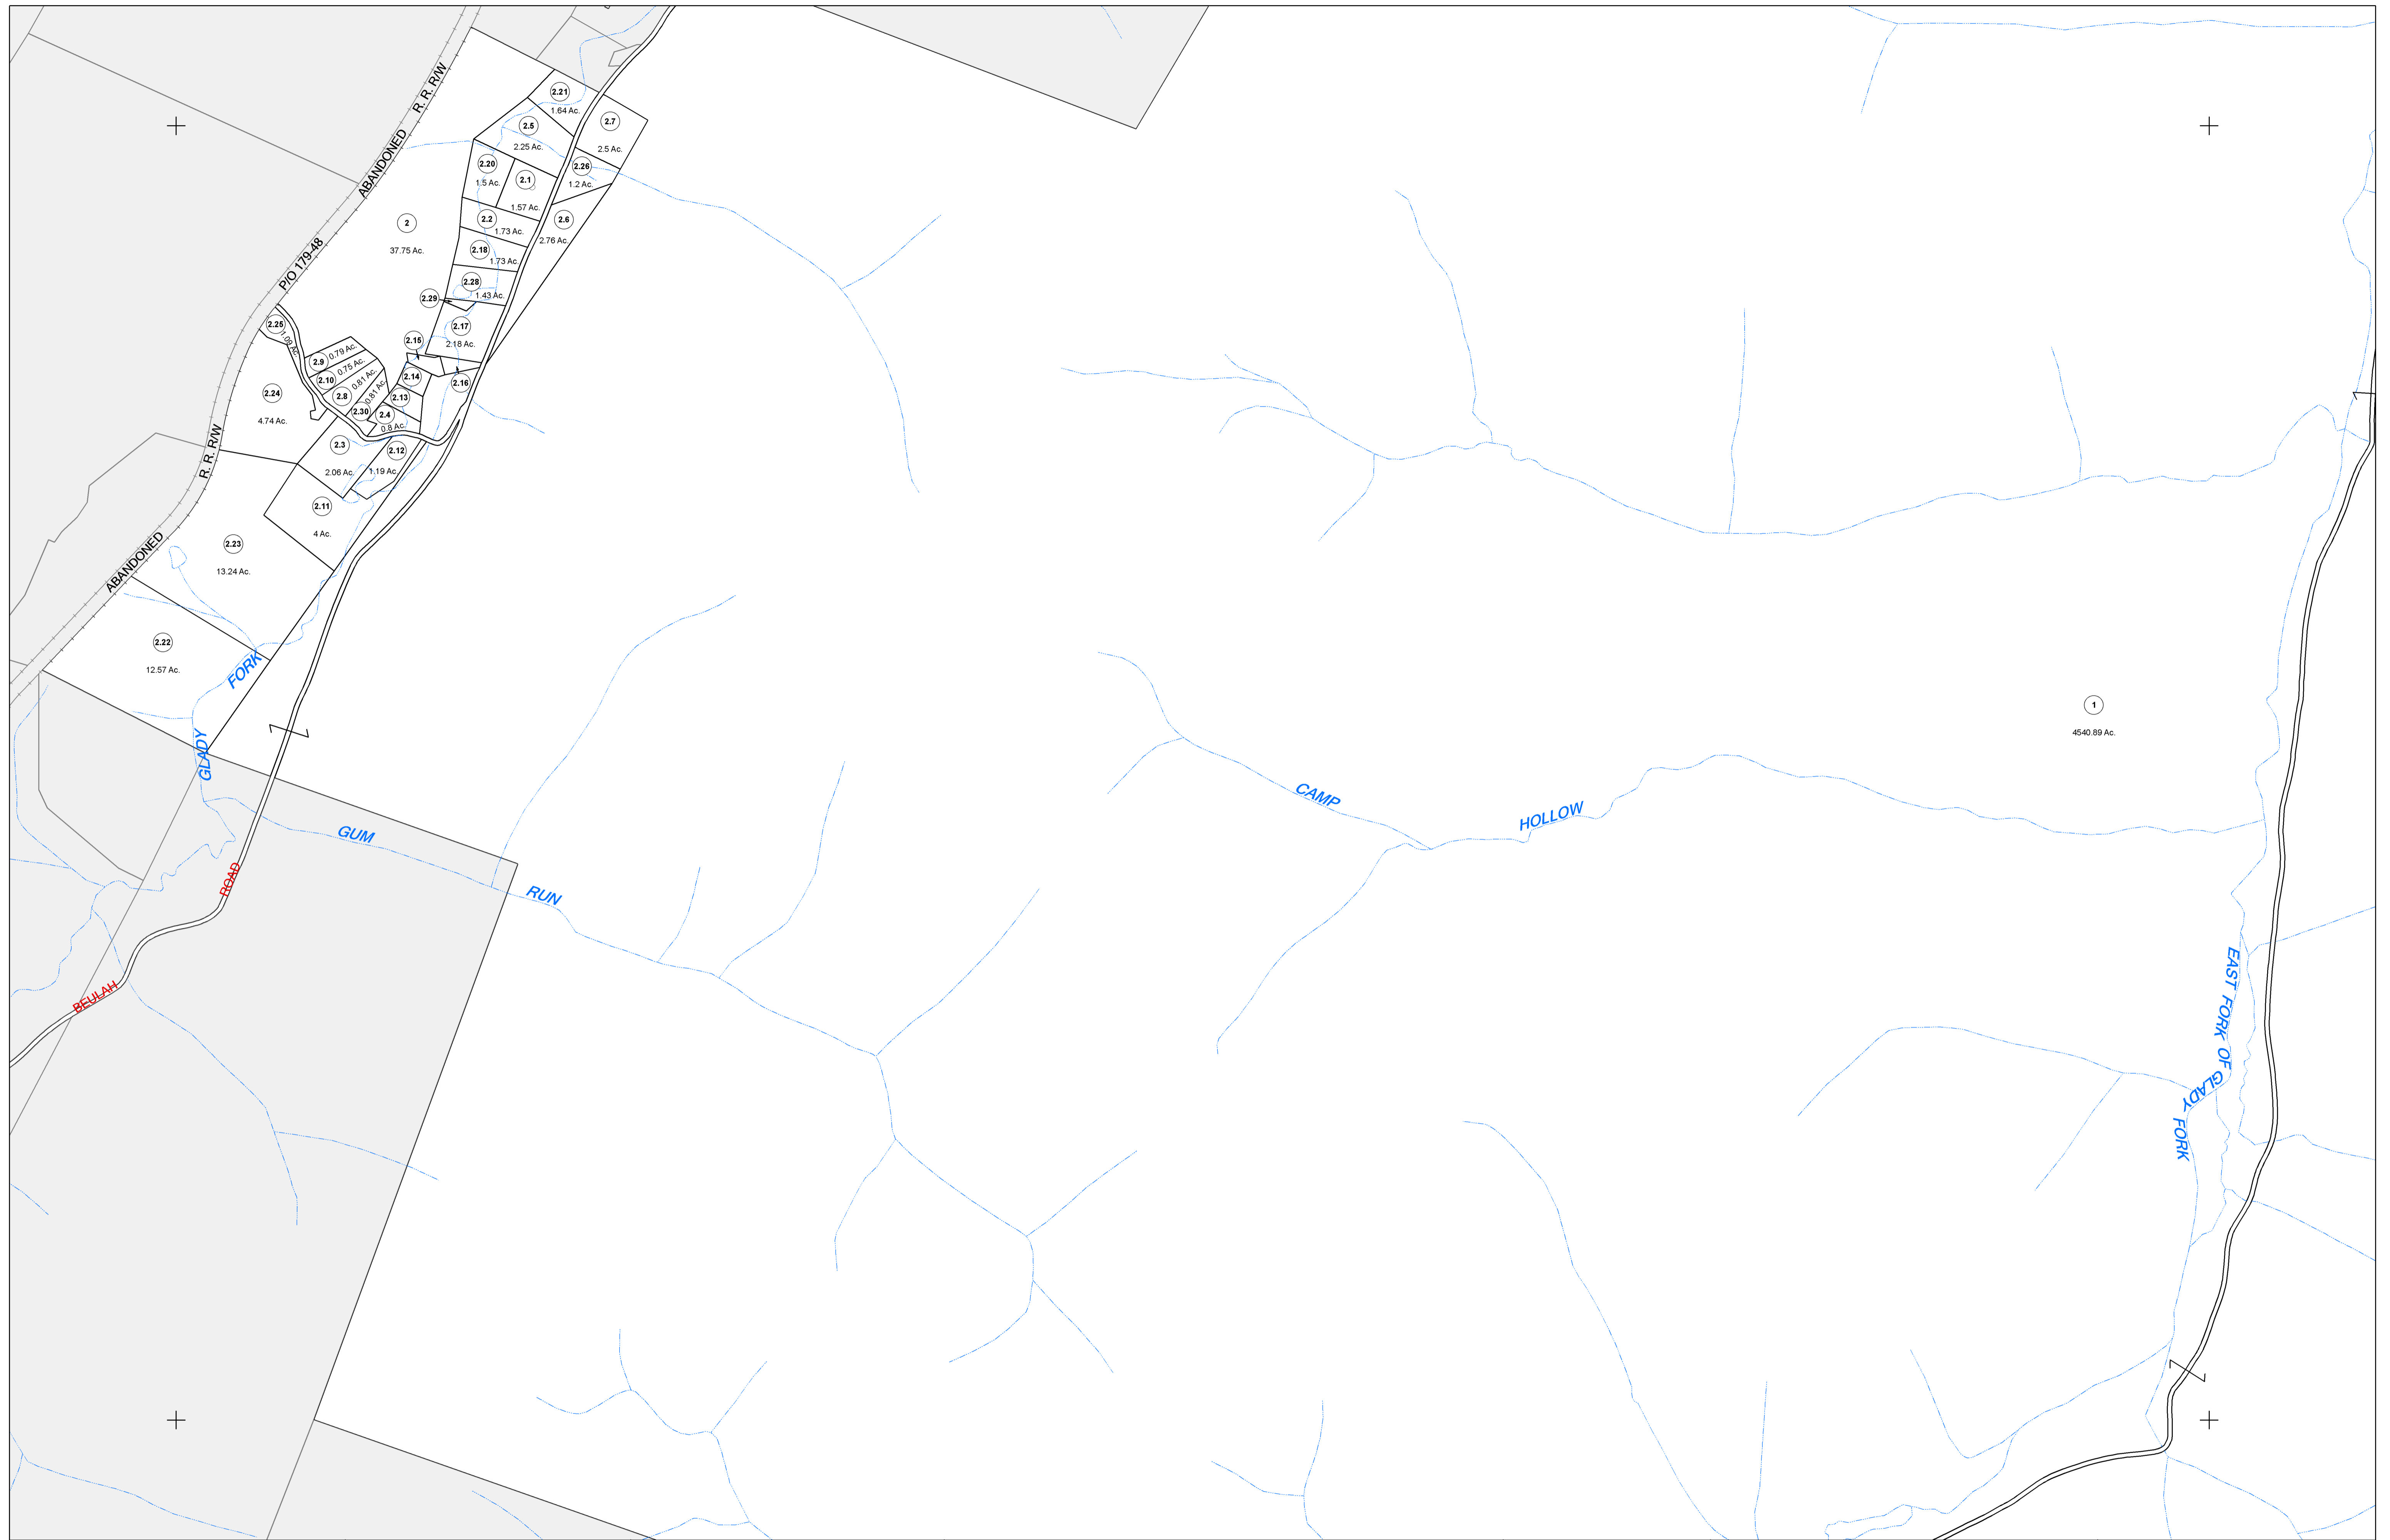 R. R. R/W
ABANDONED
P/O 179-48
R. R. R/W
ABANDONED
2.21
1.64 Ac.
2.5
2.25 Ac.
2.7
2.5 Ac.
2.20
1.5 Ac.
2.1
1.57 Ac.
2.26
1.2 Ac.
2
37.75 Ac.
2.2
1.73 Ac.
2.6
2.76 Ac.
2.18
1.73 Ac.
2.28
1.43 Ac.
2.29
2.17
2.18 Ac.
2.25
1.09 Ac.
2.15
2.9
0.79 Ac.
2.10
0.75 Ac.
2.8
0.81 Ac.
2.30
0.81 Ac.
2.14
2.16
2.13
2.4
0.8 Ac.
2.24
4.74 Ac.
2.3
2.06 Ac.
2.12
1.19 Ac.
2.11
4 Ac.
2.23
13.24 Ac.
2.22
12.57 Ac.
FORK
GLADY
1
4540.89 Ac.
CAMP
HOLLOW
GUM
RUN
ROAD
BEULAH
EAST FORK OF
GLADY
FORK